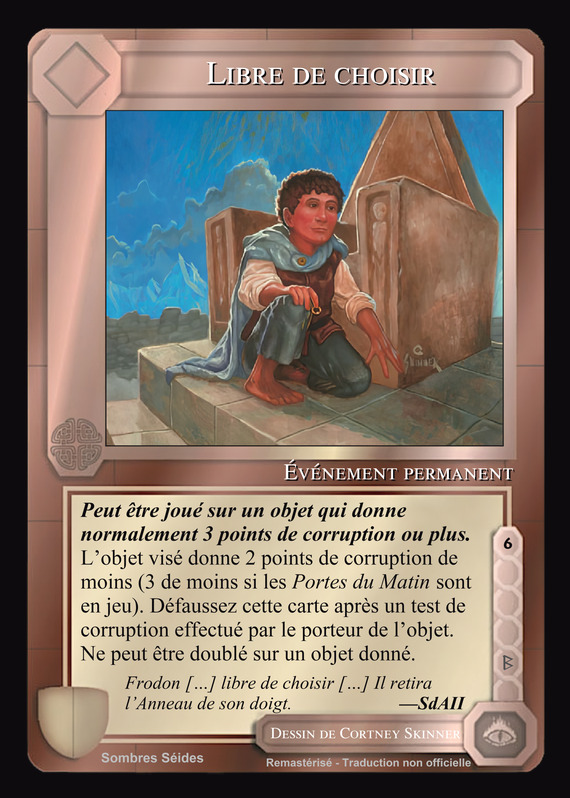 Libre de choisir
G
Skinner
Événement permanent
Peut être joué sur un objet qui donne
normalement 3 points de corruption ou plus.
L’objet visé donne 2 points de corruption de
moins (3 de moins si les Portes du Matin sont
en jeu). Défaussez cette carte après un test de
corruption effectué par le porteur de l’objet.
Ne peut être doublé sur un objet donné.
Frodon [...] libre de choisir [...] Il retira
l’Anneau de son doigt. —SdAII
6
ᛒ
Dessin de Cortney Skinner
Sombres Séides
Remastérisé - Traduction non officielle